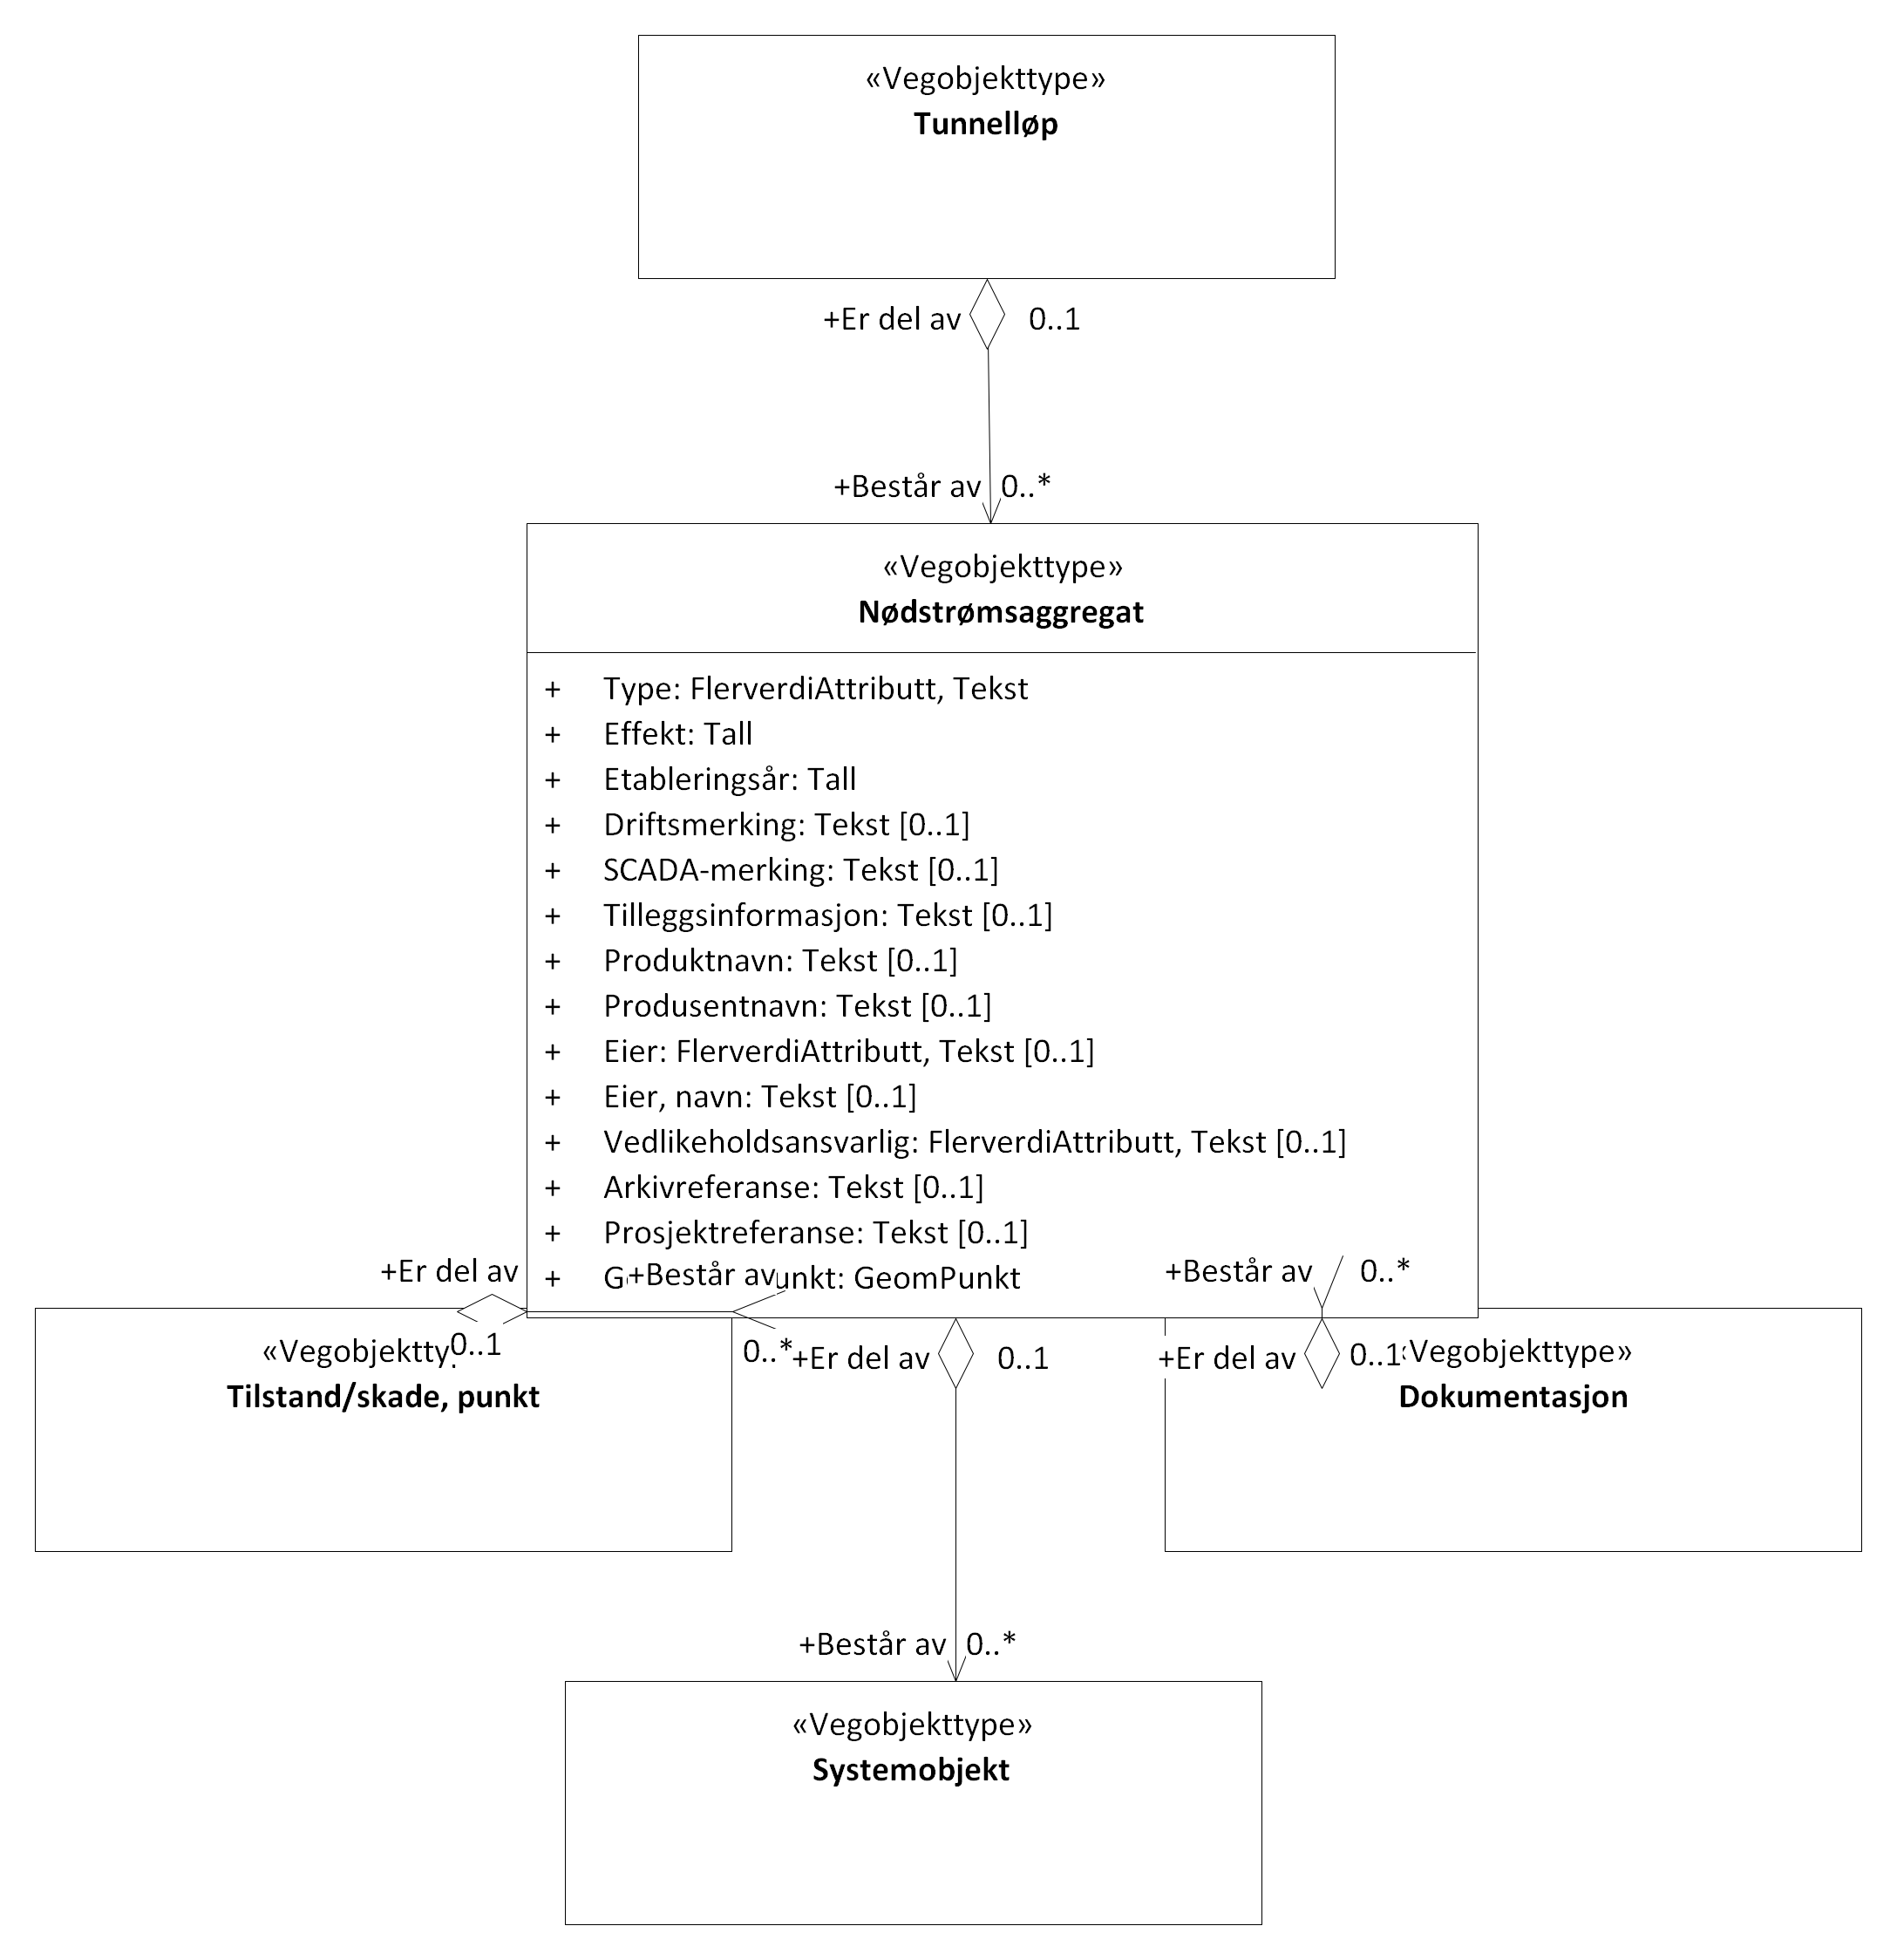 «Vegobjekttype»
Tunnelløp
+Er del av 0..1
+Består av 0..*
«Vegobjekttype»
Nødstrømsaggregat
+ Type: FlerverdiAttributt, Tekst
+ Effekt: Tall
+ Etableringsår: Tall
+ Driftsmerking: Tekst [0..1]
+ SCADA-merking: Tekst [0..1]
+ Tilleggsinformasjon: Tekst [0..1]
+ Produktnavn: Tekst [0..1]
+ Produsentnavn: Tekst [0..1]
+ Eier: FlerverdiAttributt, Tekst [0..1]
+ Eier, navn: Tekst [0..1]
+ Vedlikeholdsansvarlig: FlerverdiAttributt, Tekst [0..1]
+ Arkivreferanse: Tekst [0..1]
+ Prosjektreferanse: Tekst [0..1]
+ GeomPunkt
+Er del av
+Består av
+Består av 0..*
0..1
0..*
+Er del av 0..1
+Er del av 0..1
Tilstand/skade, punkt
Vegobjekttype»
Dokumentasjon
+Består av 0..*
«Vegobjekttype»
Systemobjekt